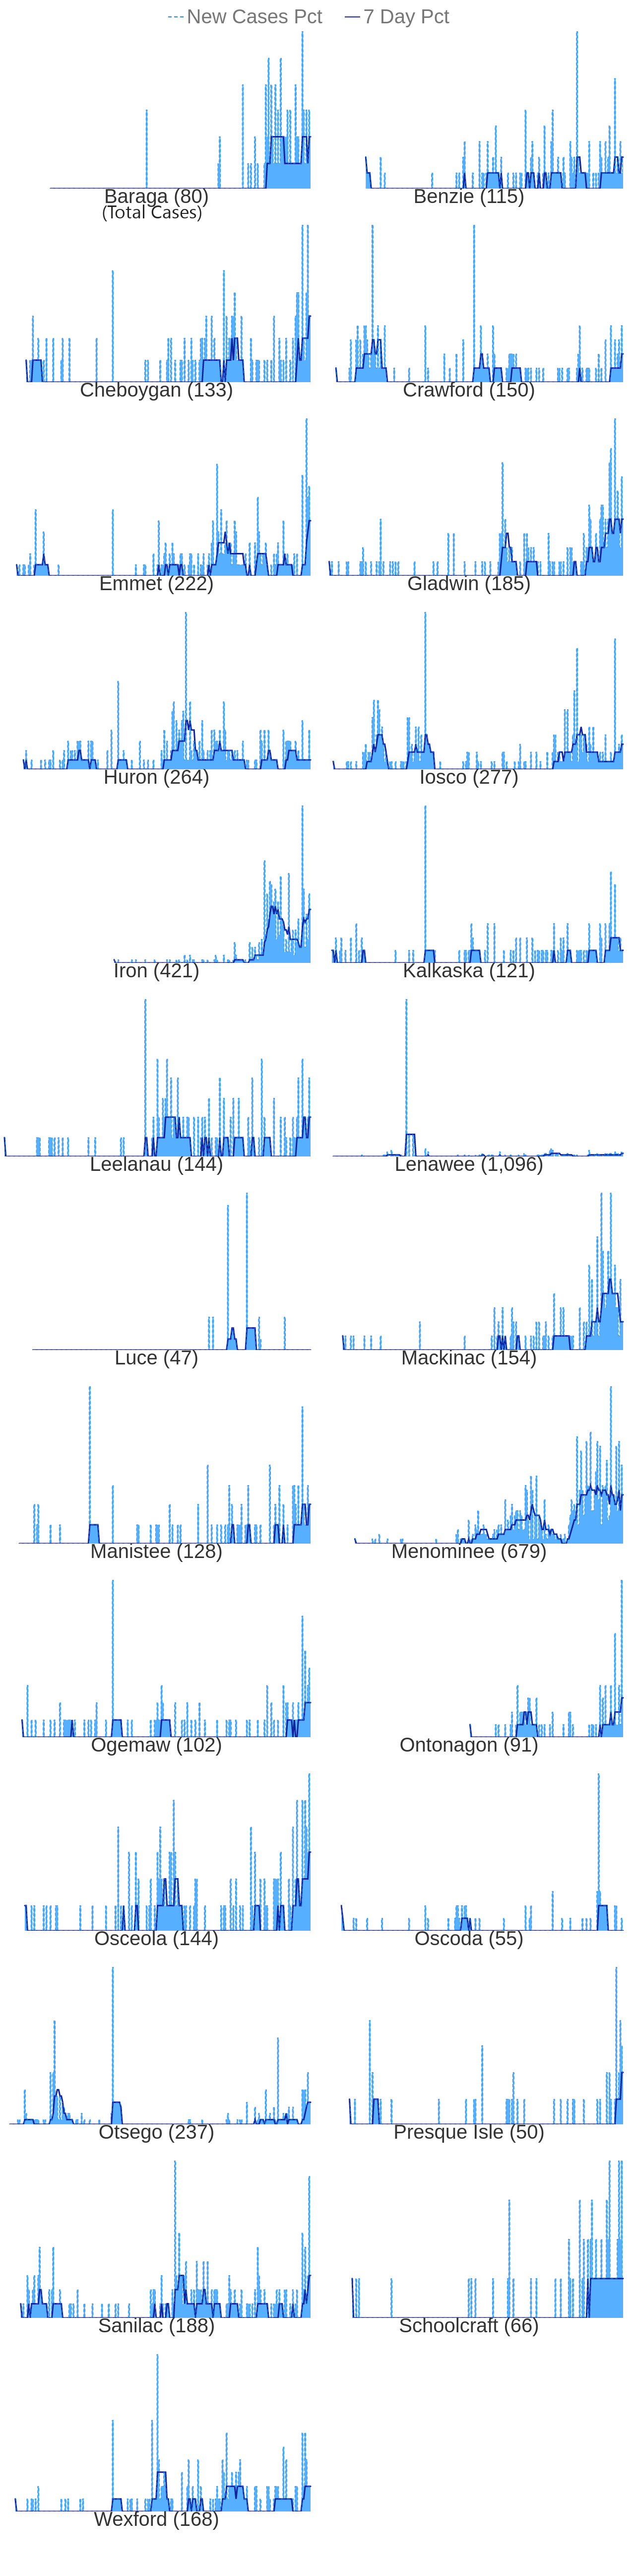 New Cases Pct 7 Day Pct
Baraga (80) Benzie (115)
(Total Cases)
Cheboygan (133) Crawford (150)
Emmet (222) Gladwin (185)
Huron (264) Iosco (277)
Iron (421) Kalkaska (121)
Leelanau (144) Lenawee (1,096)
Luce (47) Mackinac (154)
Manistee (128) Menominee (679)
Ogemaw (102) Ontonagon (91)
Osceola (144) Oscoda (55)
Otsego (237) Presque Isle (50)
Sanilac (188) Schoolcraft (66)
Wexford (168)